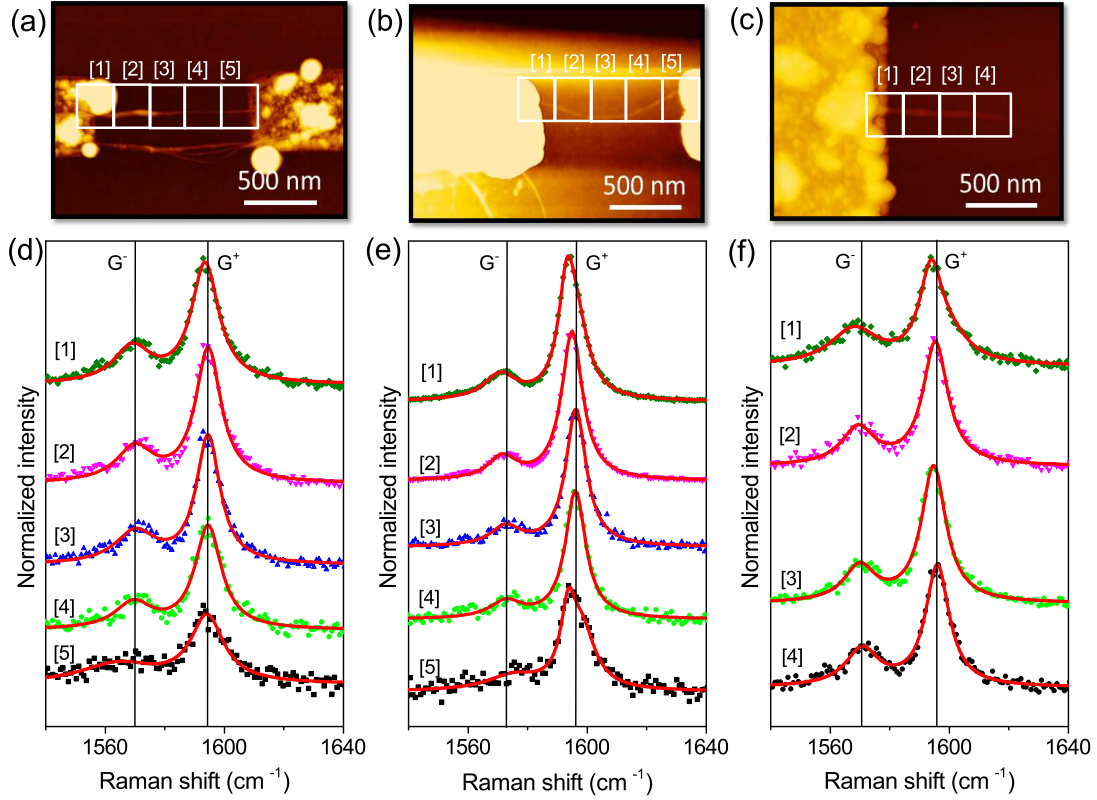 (a)
[1] [2] [3] [4] [5]
500 nm
(b)
[1] [2] [3] [4] [5]
500 nm
(c)
[1] [2] [3] [4]
500 nm
(d)
G⁻ G⁺
[1]
[2]
[3]
[4]
[5]
Normalized intensity
1560 1600 1640
Raman shift (cm⁻¹)
(e)
G⁻ G⁺
[1]
[2]
[3]
[4]
[5]
Normalized intensity
1560 1600 1640
Raman shift (cm⁻¹)
(f)
G⁻ G⁺
[1]
[2]
[3]
[4]
Normalized intensity
1560 1600 1640
Raman shift (cm⁻¹)